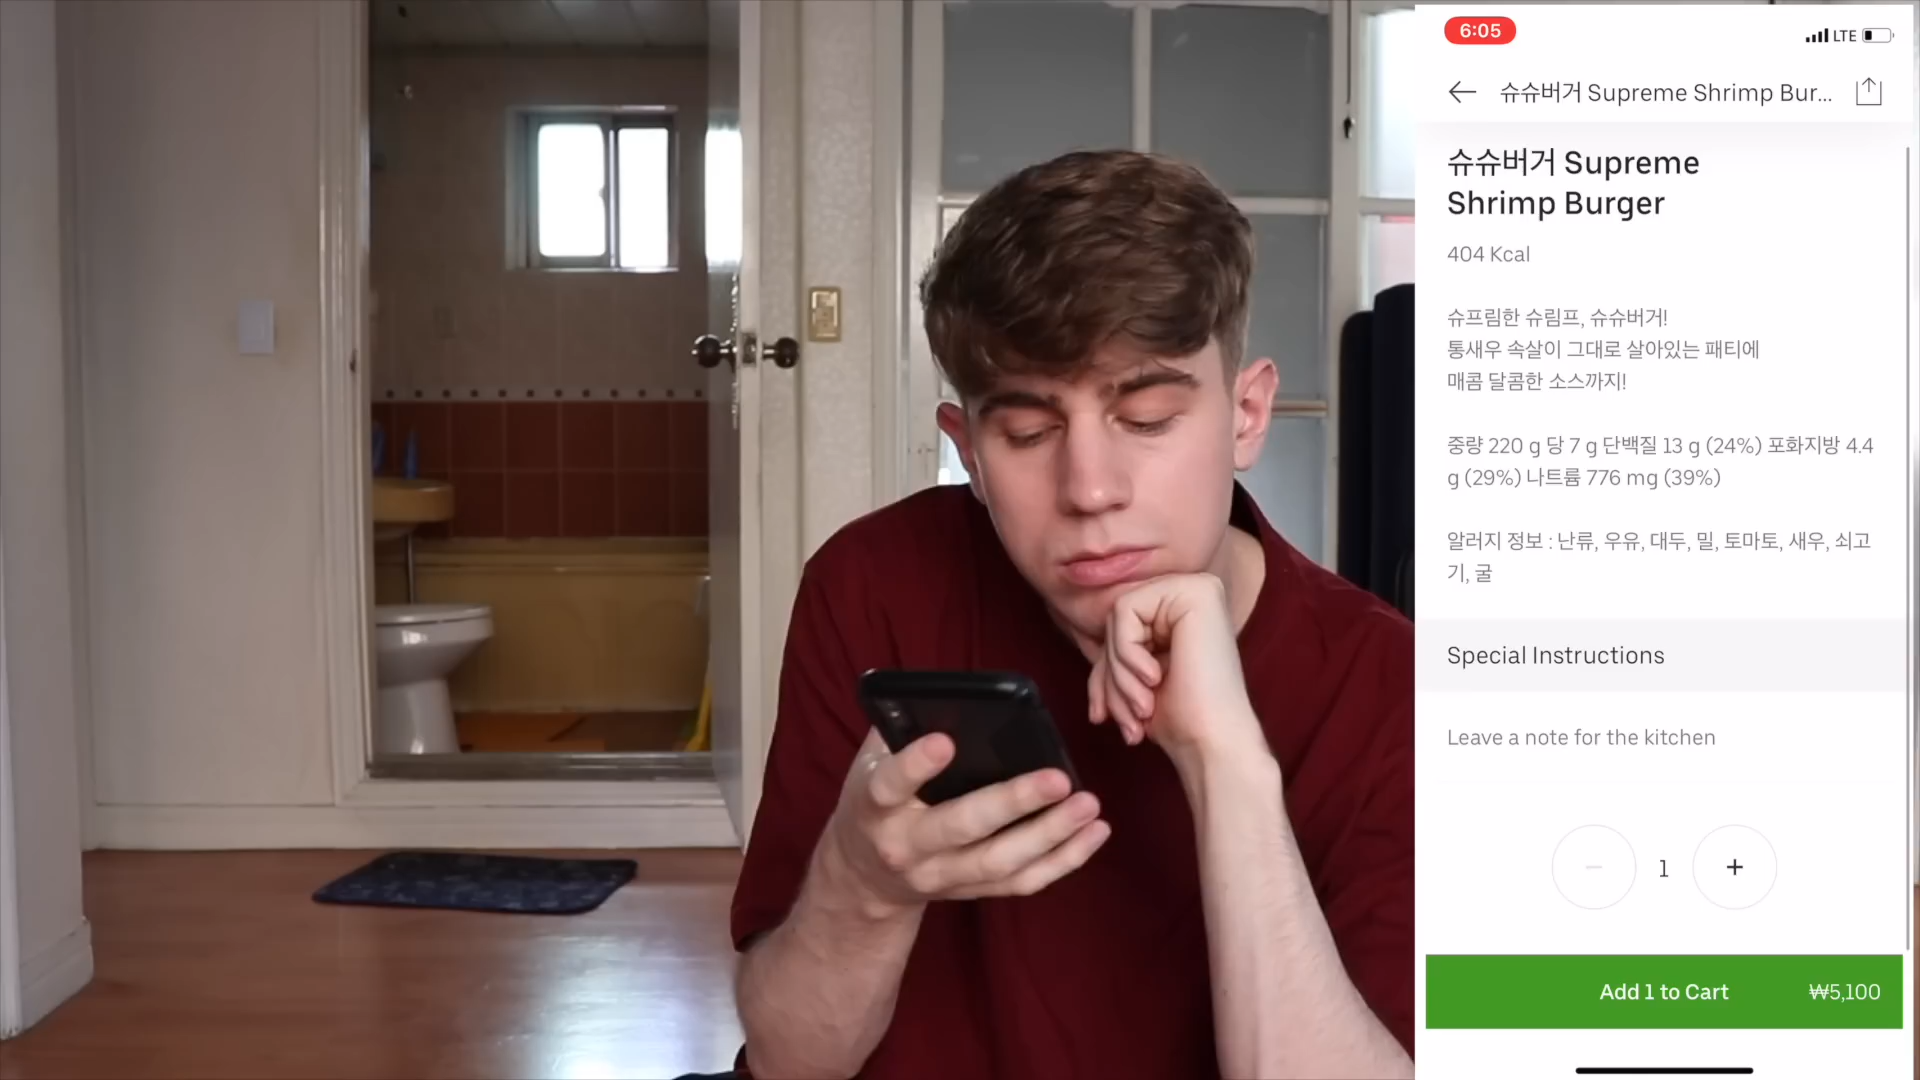 6:05
LTE
슈슈버거 Supreme Shrimp Bur...
슈슈버거 Supreme
Shrimp Burger
404 Kcal
슈프림한 슈림프, 슈슈버거!
통새우 속살이 그대로 살아있는 패티에
매콤 달콤한 소스까지!
중량 220 g 당 7 g 단백질 13 g (24%) 포화지방 4.4
g (29%) 나트륨 776 mg (39%)
알러지 정보 : 난류, 우유, 대두, 밀, 토마토, 새우, 쇠고
기, 굴
Special Instructions
Leave a note for the kitchen
1
Add 1 to Cart ₩5,100